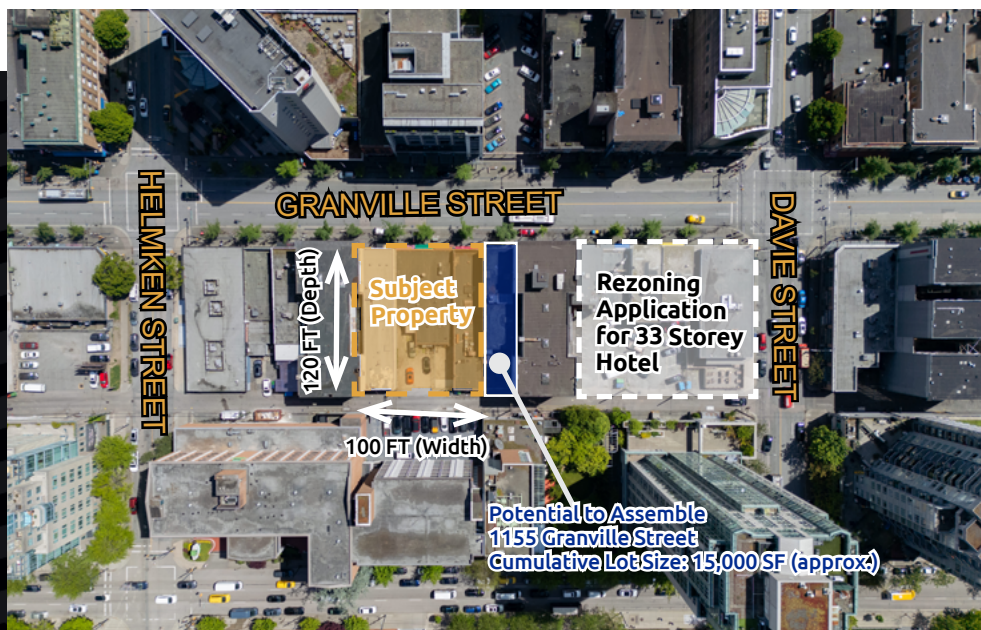 GRANVILLE STREET
HELMKEN STREET
DAVIE STREET
120 FT (Depth)
Subject
Property
Rezoning
Application
for 33 Storey
Hotel
100 FT (Width)
Potential to Assemble
1155 Granville Street
Cumulative Lot Size: 15,000 SF (approx.)